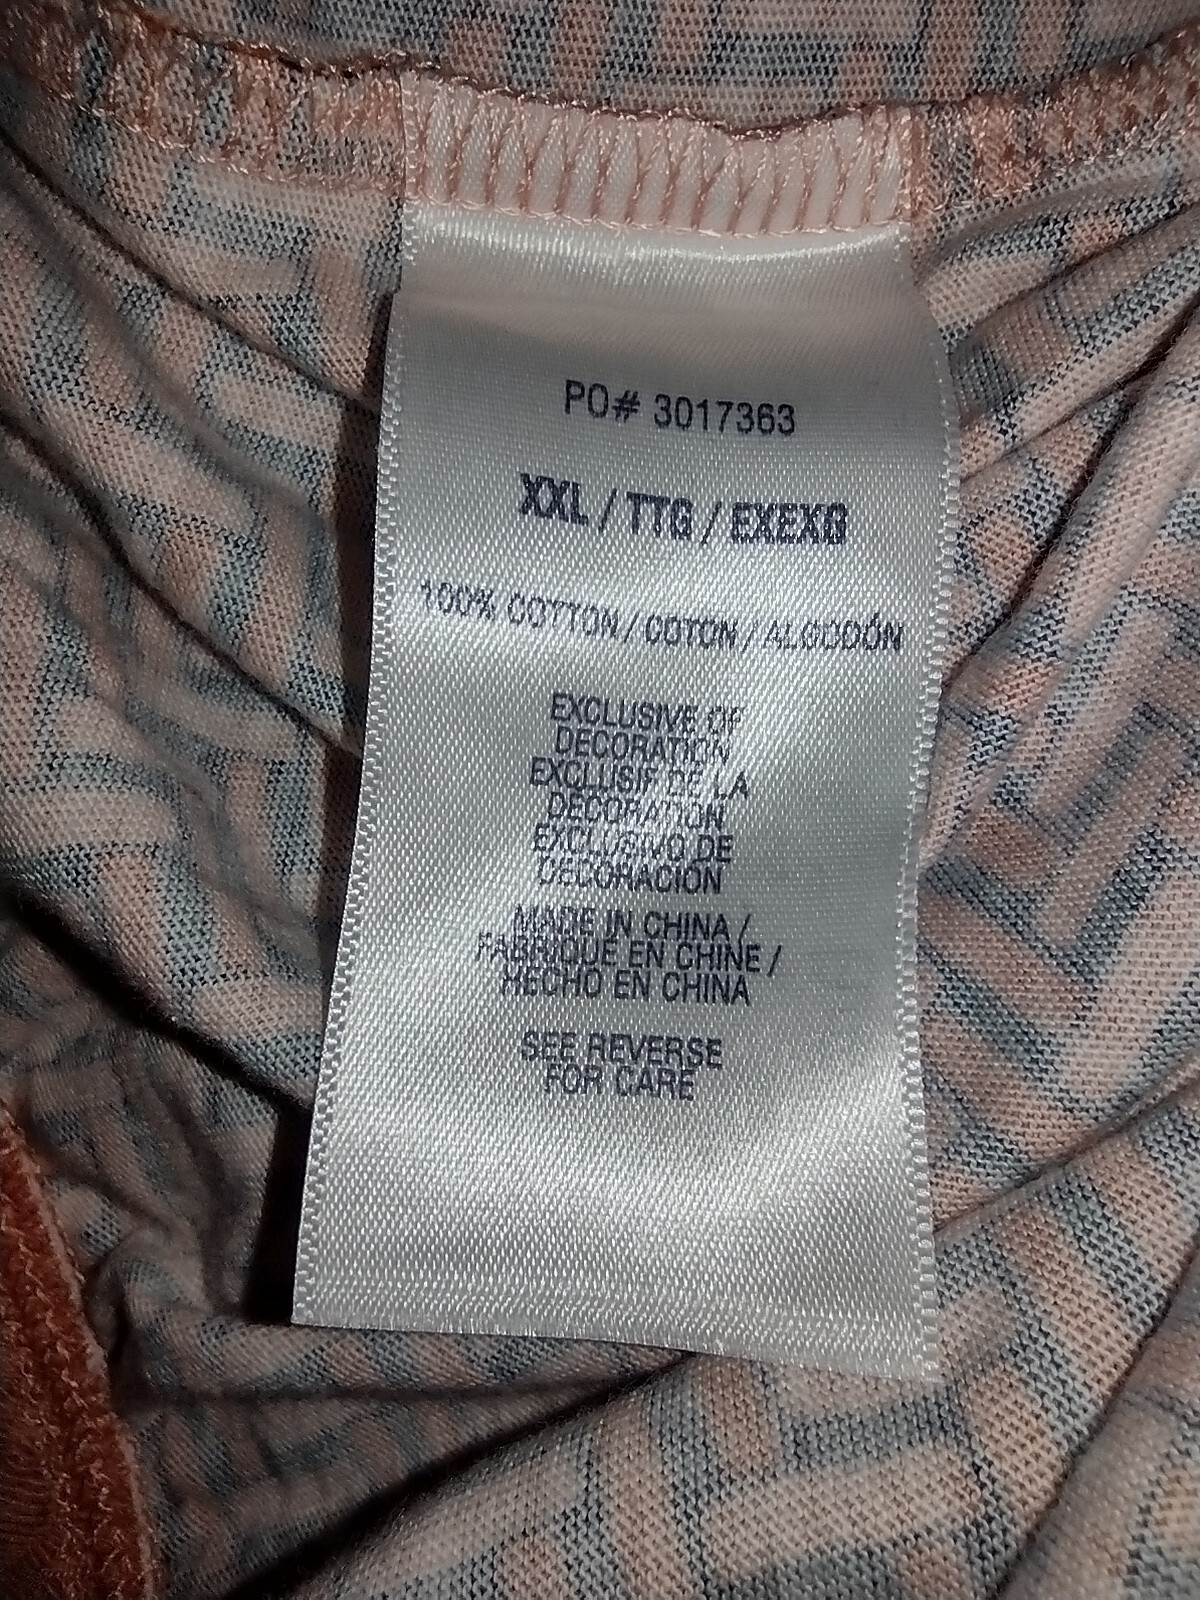 PO# 3017363
XXL / TTG / EXEXG
100% COTTON / COTON / ALGODÓN
EXCLUSIVE OF
DECORATION
EXCLUSIF DE LA
DECORATION
EXCLUSIVO DE
DECORACION
MADE IN CHINA /
FABRIQUE EN CHINE /
HECHO EN CHINA
SEE REVERSE
FOR CARE